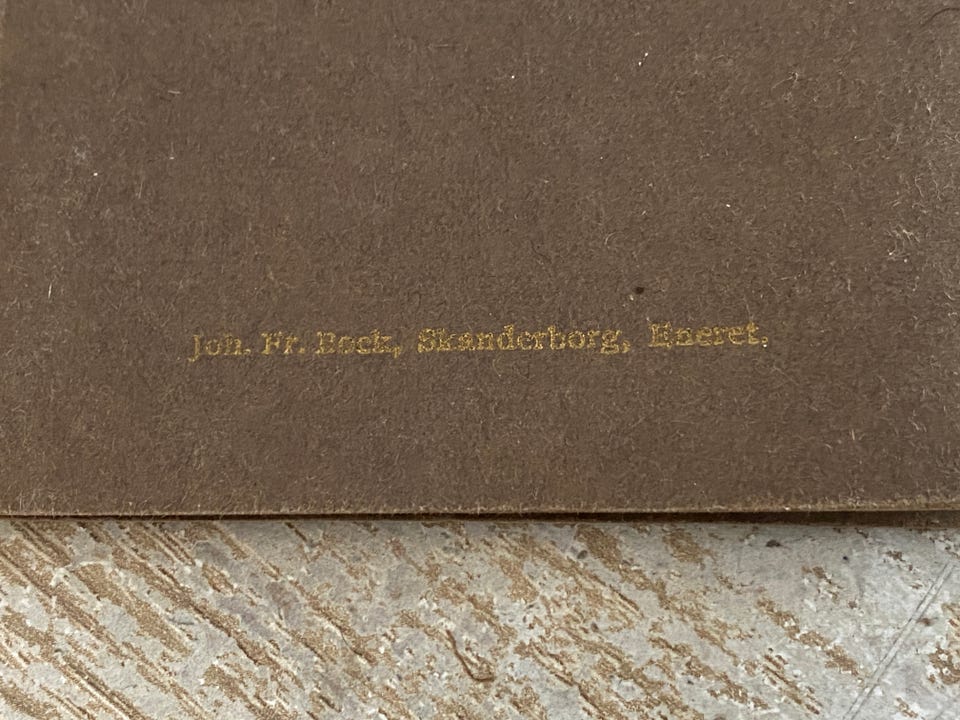 Joh. Fr. Bock, Skanderborg, Eneret.